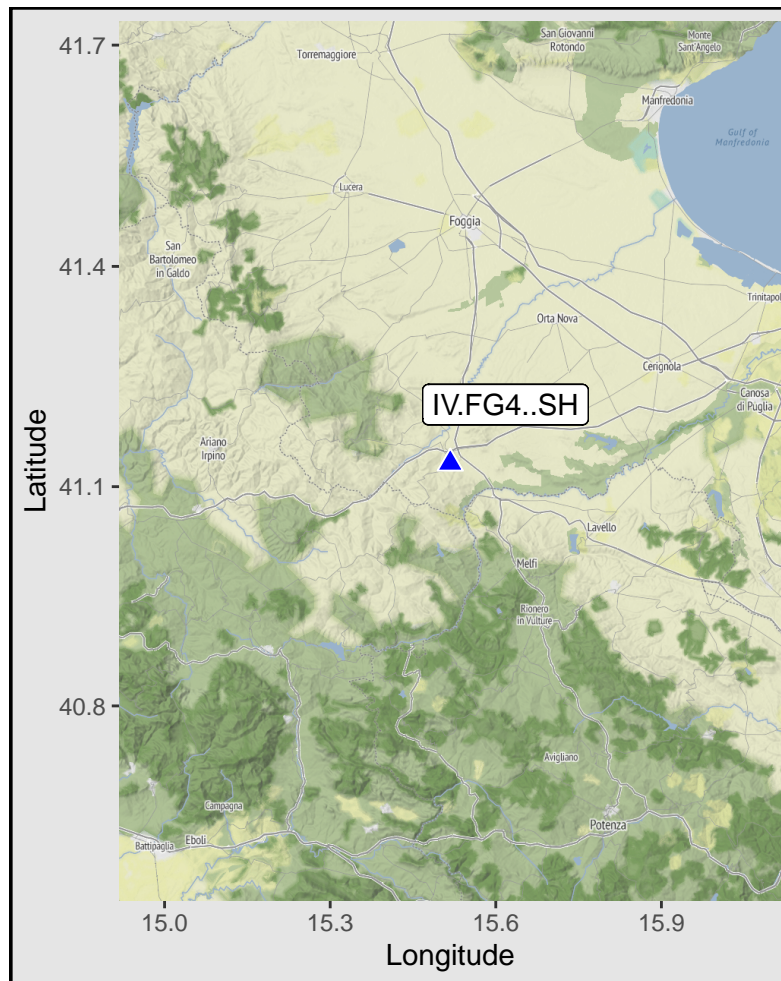 41.7
San Giovanni
Rotondo
Monte
Sant'Angelo
Torremaggiore
Manfredonia
Gulf of
Manfredonia
Lucera
Foggia
San
Bartolomeo
in Galdo
41.4
Trinitapol
Orta Nova
Cerignola
Canosa
di Puglia
IV.FG4..SH
Ariano
Irpino
41.1
Latitude
Lavello
Melfi
Rionero
in Vulture
40.8
Avigliano
Campagna
Potenza
Battipaglia
Eboli
15.0
15.3
15.6
15.9
Longitude